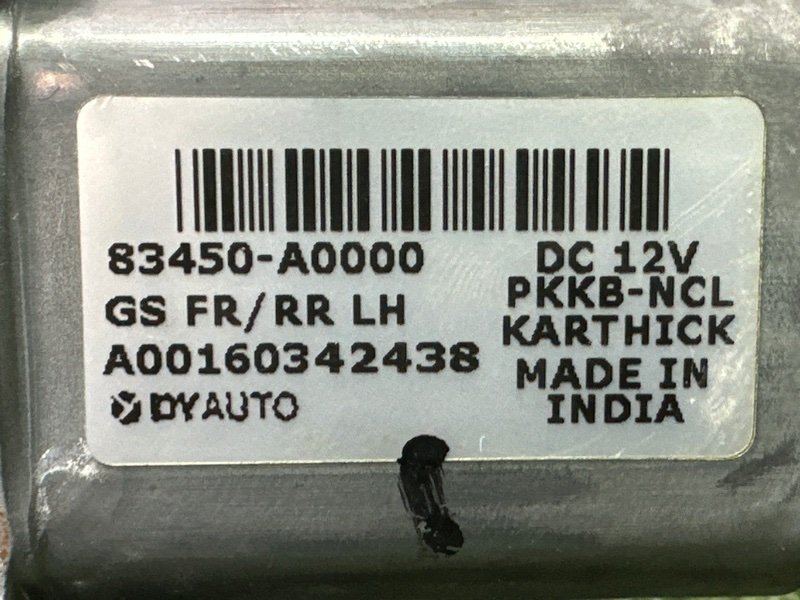 83450-A0000
GS FR/RR LH
A00160342438
DYAUTO
DC 12V
PKKB-NCL
KARTHICK
MADE IN
INDIA